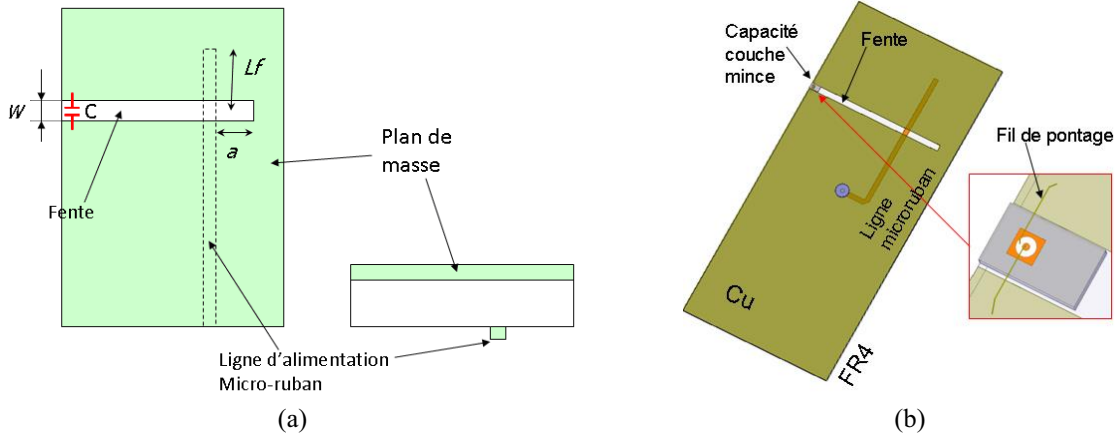 Lf
W
C
a
Fente
Plan de
masse
Ligne d'alimentation
Micro-ruban
(a)
Capacité
couche
mince
Fente
Fil de pontage
Ligne
microruban
Cu
FR4
(b)